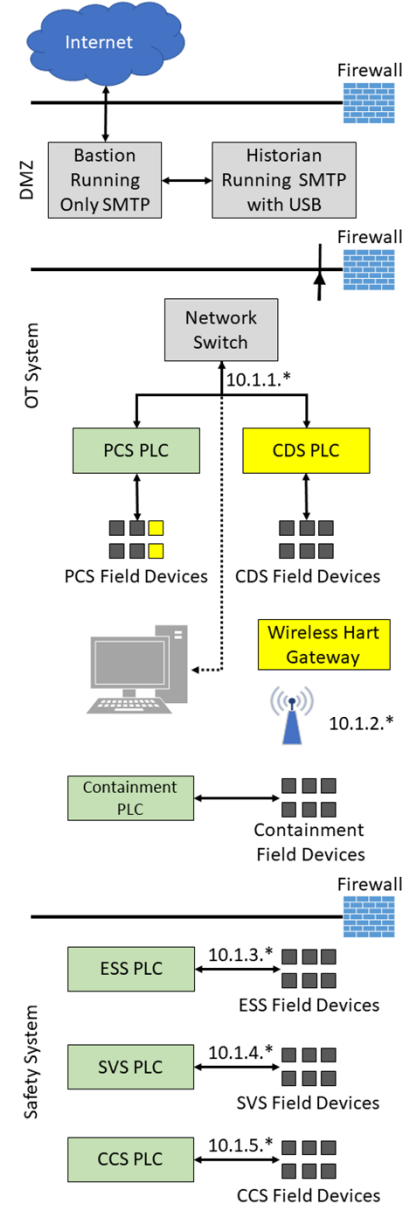 Internet
Firewall
DMZ
Bastion
Running
Only SMTP
Historian
Running SMTP
with USB
Firewall
OT System
Network
Switch
10.1.1.*
PCS PLC
CDS PLC
PCS Field Devices
CDS Field Devices
Wireless Hart
Gateway
10.1.2.*
Containment
PLC
Containment
Field Devices
Firewall
Safety System
ESS PLC
10.1.3.*
ESS Field Devices
SVS PLC
10.1.4.*
SVS Field Devices
CCS PLC
10.1.5.*
CCS Field Devices